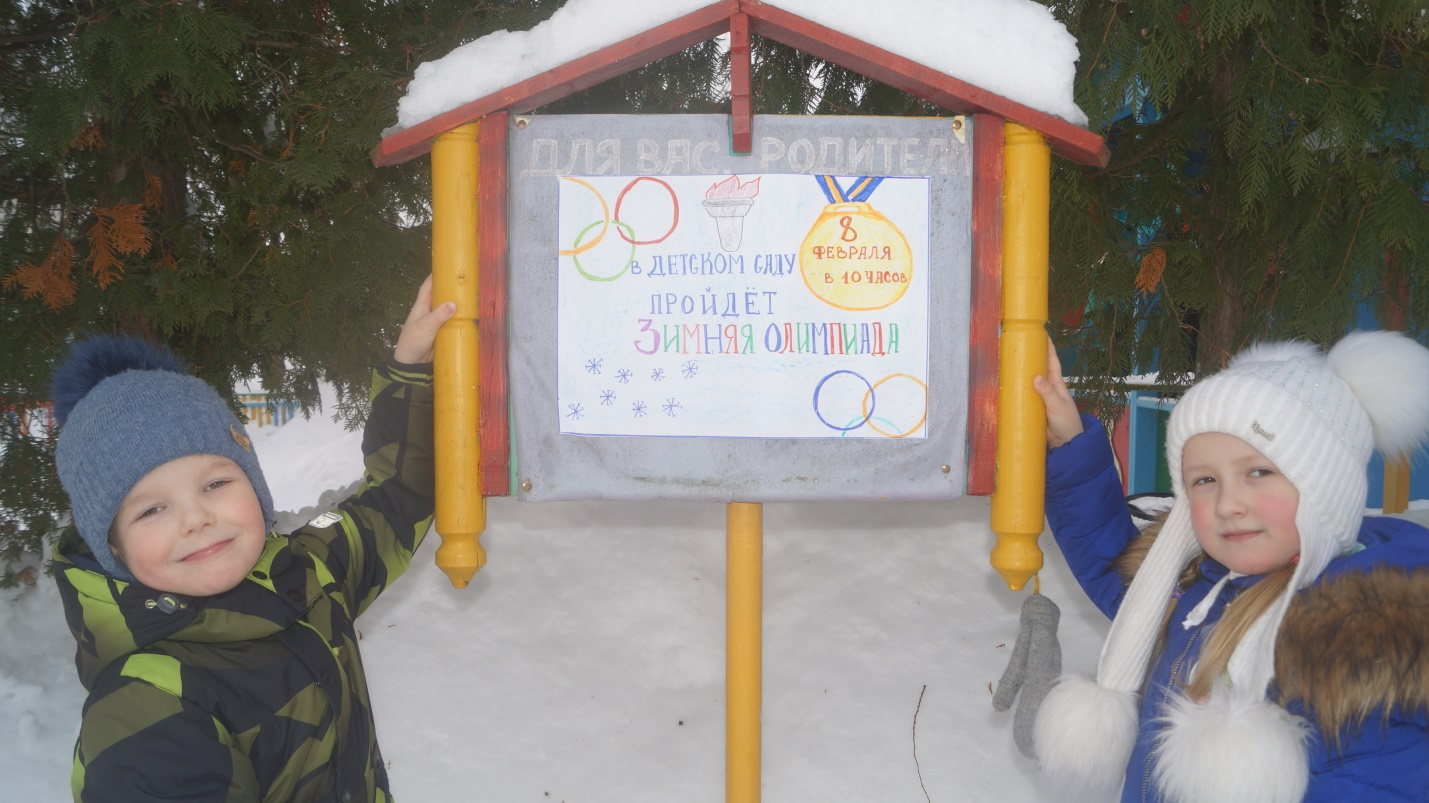 ДЛЯ ВАС РОДИТЕЛИ
8
ФЕВРАЛЯ
В 10 ЧАСОВ
В ДЕТСКОМ САДУ
ПРОЙДЁТ
ЗИМНЯЯ ОЛИМПИАДА